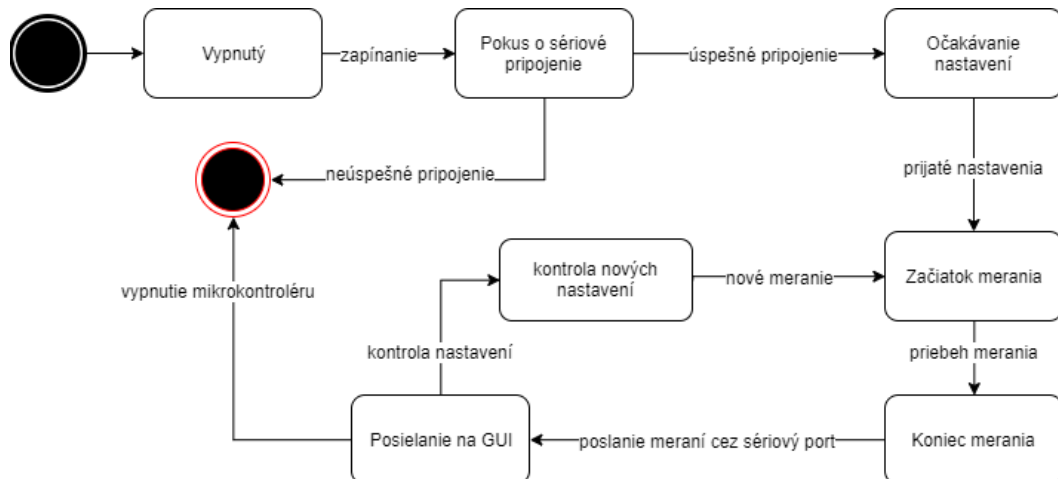 Vypnutý
zapínanie
Pokus o sériové
pripojenie
úspešné pripojenie
Očakávanie
nastavení
neúspešné pripojenie
prijaté nastavenia
kontrola nových
nastavení
nové meranie
Začiatok merania
vypnutie mikrokontroléru
kontrola nastavení
priebeh merania
Posielanie na GUI
poslanie meraní cez sériový port
Koniec merania